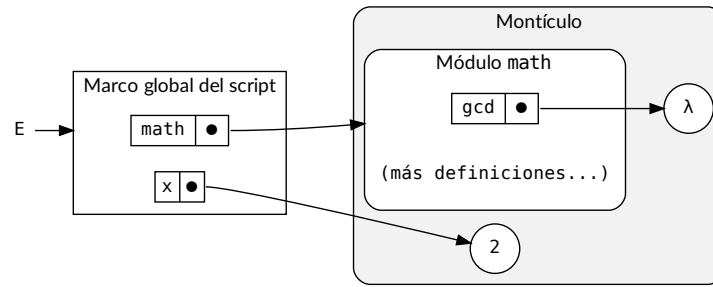 Montículo
Marco global del script
Módulo math
gcd
λ
E
math
(más definiciones...)
x
2